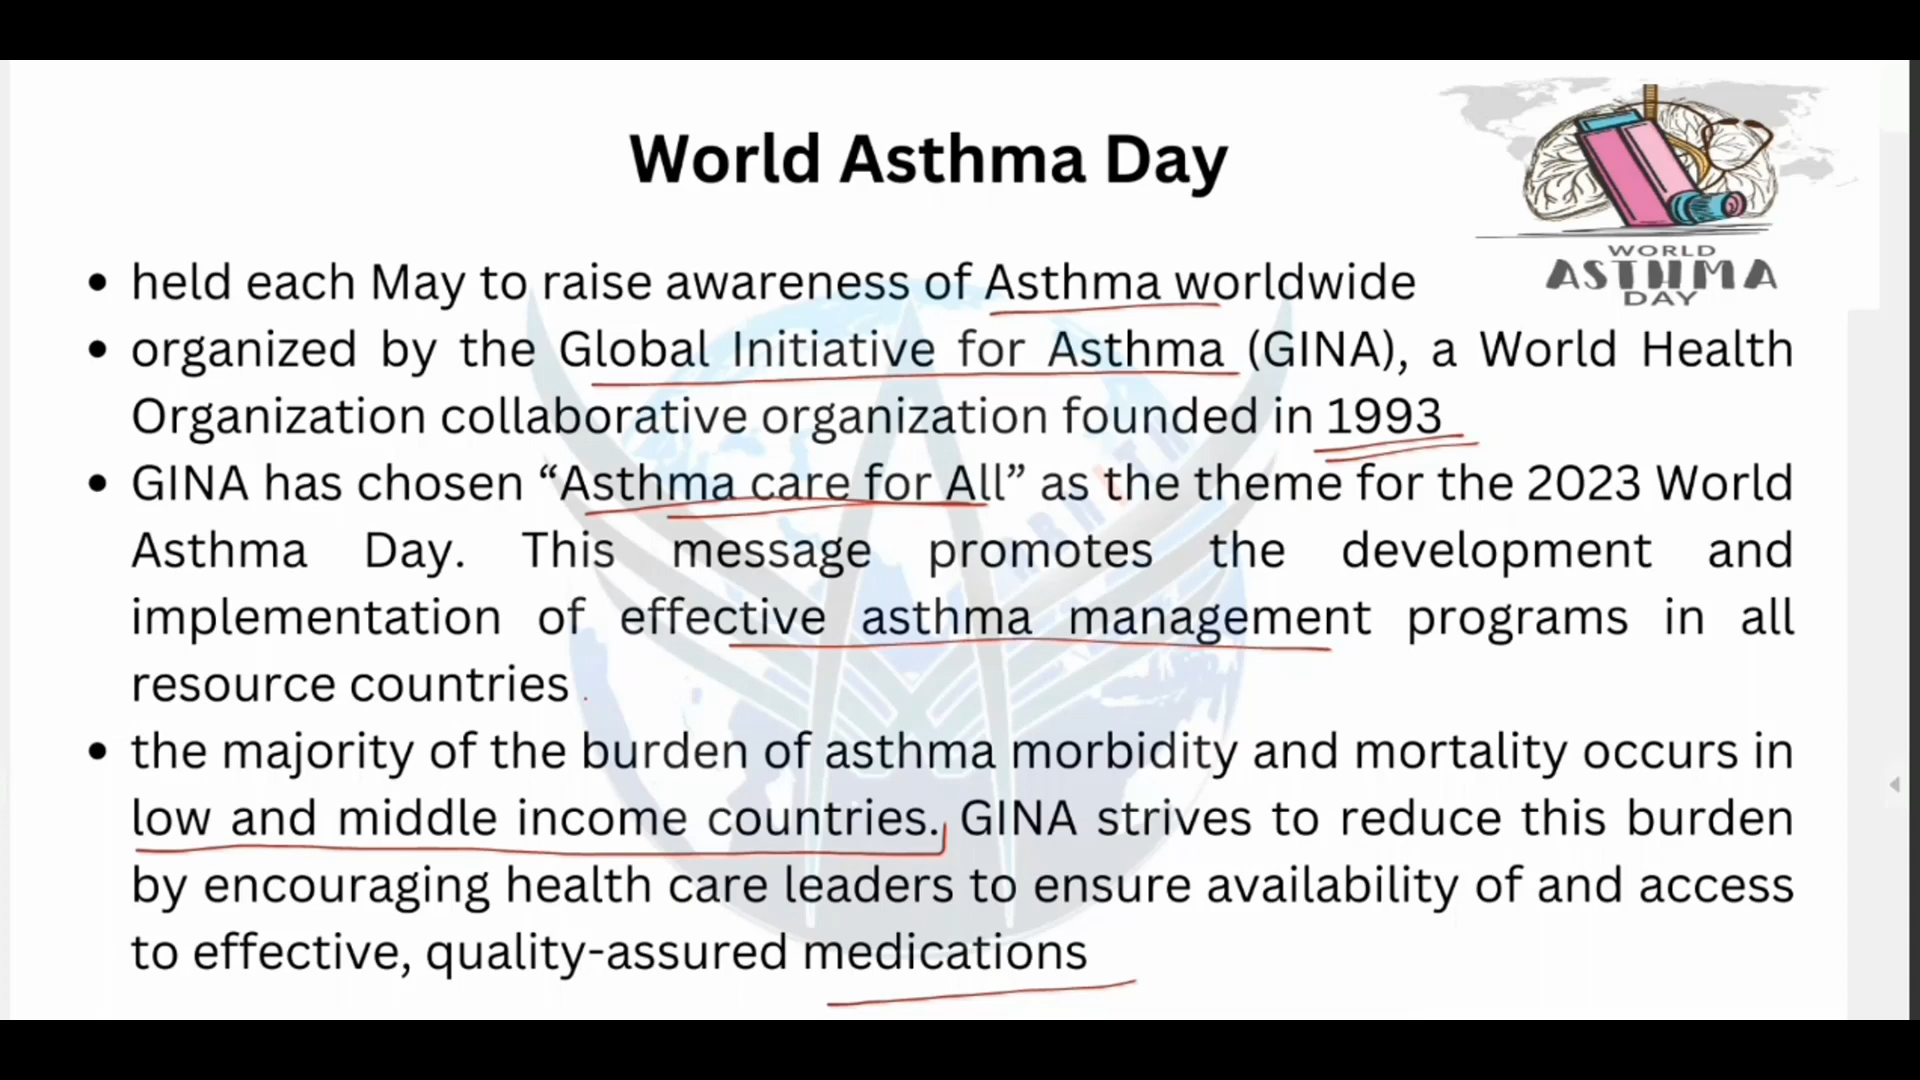 World Asthma Day
WORLD
ASTHMA
DAY
• held each May to raise awareness of Asthma worldwide
• organized by the Global Initiative for Asthma (GINA), a World Health
Organization collaborative organization founded in 1993
• GINA has chosen “Asthma care for All” as the theme for the 2023 World
Asthma Day. This message promotes the development and
implementation of effective asthma management programs in all
resource countries
• the majority of the burden of asthma morbidity and mortality occurs in
low and middle income countries. GINA strives to reduce this burden
by encouraging health care leaders to ensure availability of and access
to effective, quality-assured medications